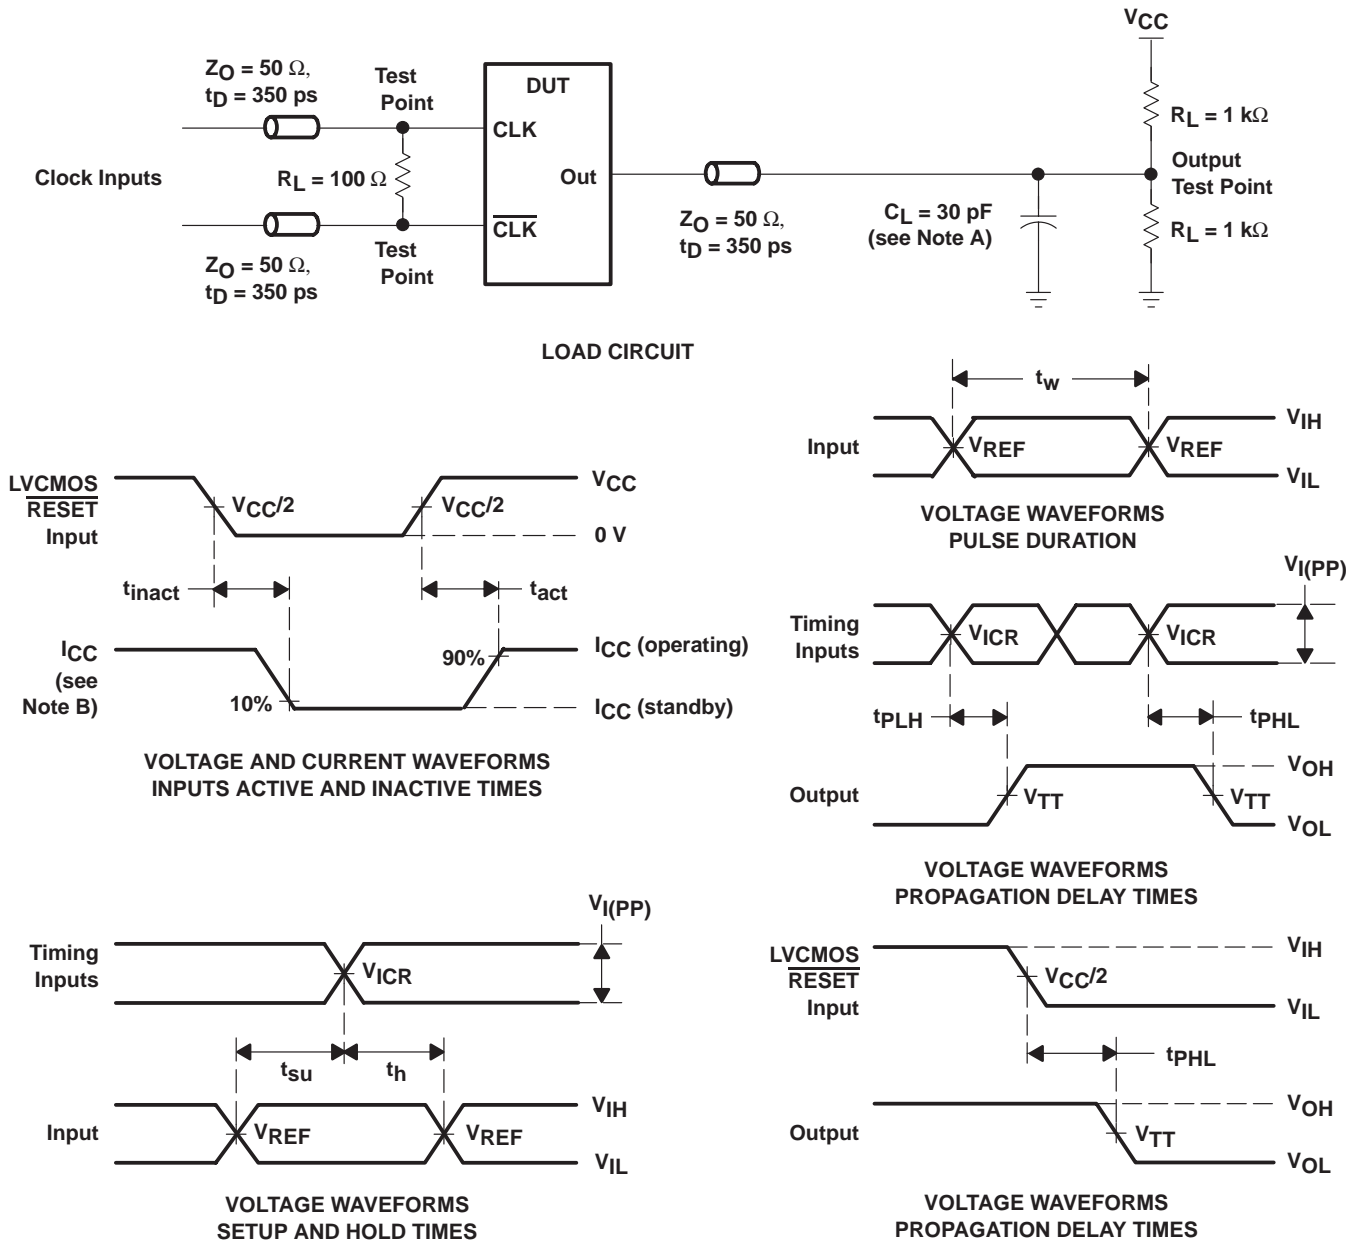 VCC
ZO = 50 Ω,
tD = 350 ps
Test
Point
DUT
CLK
RL = 1 kΩ
Clock Inputs
RL = 100 Ω
Out
Output
Test Point
CLK
ZO = 50 Ω,
tD = 350 ps
Test
Point
ZO = 50 Ω,
tD = 350 ps
CL = 30 pF
(see Note A)
RL = 1 kΩ
LOAD CIRCUIT
tw
Input
VREF
VREF
VIH
VIL
VOLTAGE WAVEFORMS
PULSE DURATION
LVCMOS
RESET
Input
VCC/2
VCC/2
VCC
0 V
tinact
tact
ICC
(see
Note B)
10%
90%
ICC (operating)
ICC (standby)
VOLTAGE AND CURRENT WAVEFORMS
INPUTS ACTIVE AND INACTIVE TIMES
VI(PP)
Timing
Inputs
VICR
VICR
tPLH
tPHL
Output
VTT
VTT
VOH
VOL
VOLTAGE WAVEFORMS
PROPAGATION DELAY TIMES
VI(PP)
Timing
Inputs
VICR
tsu
th
Input
VREF
VREF
VIH
VIL
VOLTAGE WAVEFORMS
SETUP AND HOLD TIMES
LVCMOS
RESET
Input
VCC/2
VIH
VIL
tPHL
Output
VTT
VOH
VOL
VOLTAGE WAVEFORMS
PROPAGATION DELAY TIMES